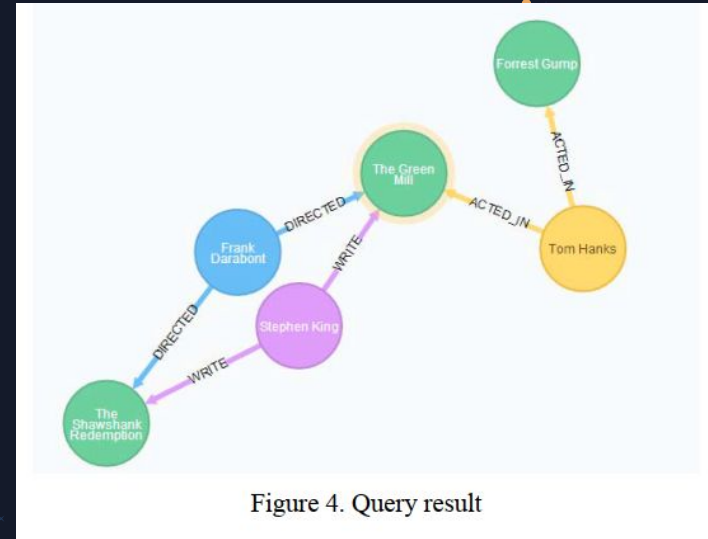 Forrest Gump
ACTED_IN
The Green
Mill
DIRECTED
ACTED_IN
WRITE
Frank
Darabont
Tom Hanks
Stephen King
DIRECTED
WRITE
The
Shawshank
Redemption
Figure 4. Query result